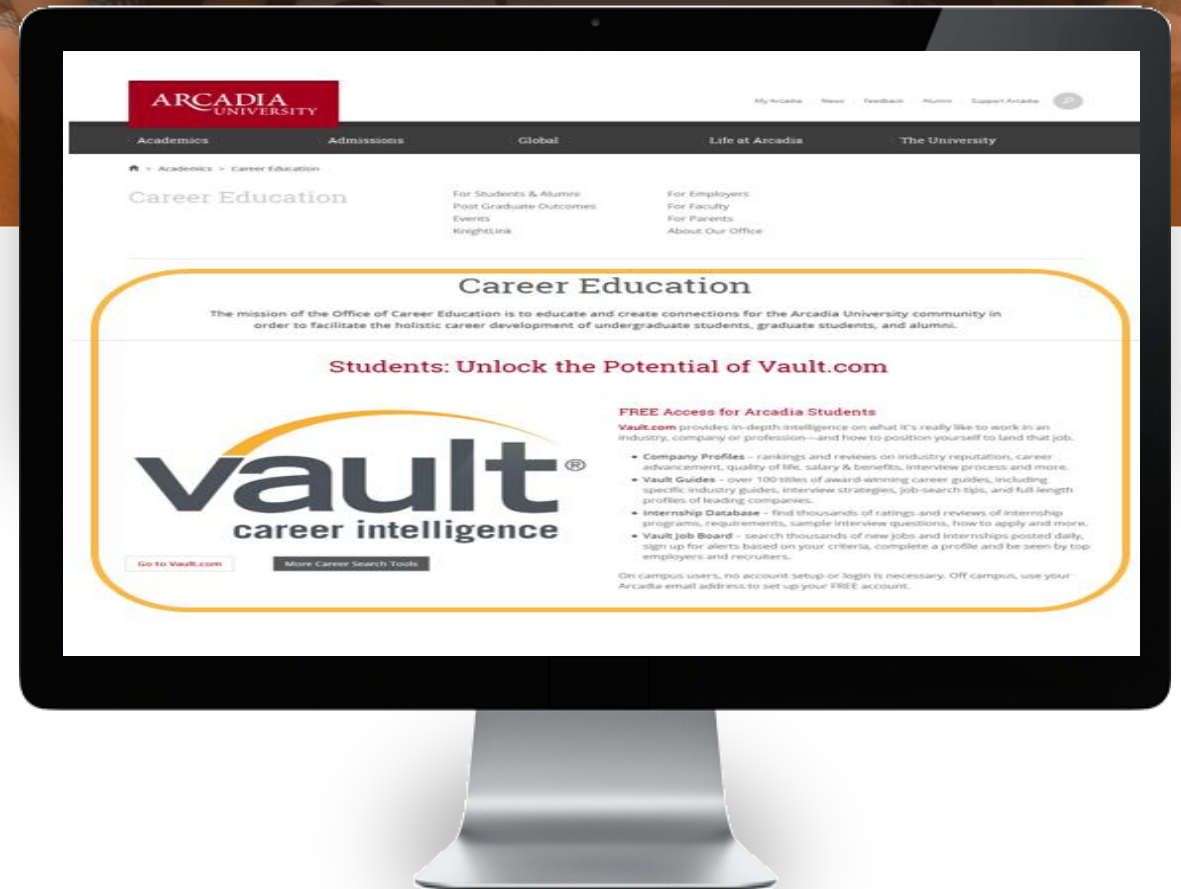 ARCADIA
UNIVERSITY
My Arcadia News Feedback Alumni Support Arcadia
Academics Admissions Global Life at Arcadia The University
> Academics > Career Education
Career Education
For Students & Alumni
Post Graduate Outcomes
Events
KnightLink
For Employers
For Faculty
For Parents
About Our Office
Career Education
The mission of the Office of Career Education is to educate and create connections for the Arcadia University community in
order to facilitate the holistic career development of undergraduate students, graduate students, and alumni.
Students: Unlock the Potential of Vault.com
vault®
career intelligence
Go to Vault.com
More Career Search Tools
FREE Access for Arcadia Students
Vault.com provides in-depth intelligence on what it's really like to work in an
industry, company or profession—and how to position yourself to land that job.
• Company Profiles – rankings and reviews on industry reputation, career
advancement, quality of life, salary & benefits, interview process and more.
• Vault Guides – over 100 titles of award-winning career guides, including
specific industry guides, interview strategies, job-search tips, and full-length
profiles of leading companies.
• Internship Database – find thousands of ratings and reviews of internship
programs, requirements, sample interview questions, how to apply and more.
• Vault Job Board – search thousands of new jobs and internships posted daily,
sign up for alerts based on your criteria, complete a profile and be seen by top
employers and recruiters.
On campus users, no account setup or login is necessary. Off campus, use your
Arcadia email address to set up your FREE account.